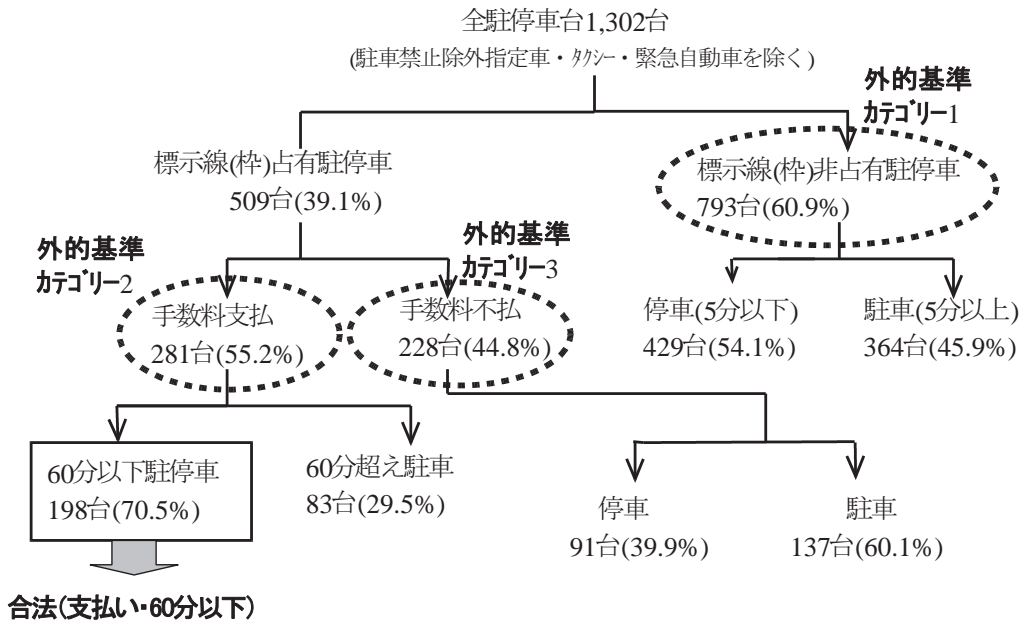 全駐停車台1,302台
(駐車禁止除外指定車・ﾀｸｼｰ・緊急自動車を除く)
外的基準
ｶﾃｺﾞﾘｰ1
標示線(枠)占有駐停車
509台(39.1%)
標示線(枠)非占有駐停車
793台(60.9%)
外的基準
ｶﾃｺﾞﾘｰ2
外的基準
ｶﾃｺﾞﾘｰ3
手数料支払
281台(55.2%)
手数料不払
228台(44.8%)
停車(5分以下)
429台(54.1%)
駐車(5分以上)
364台(45.9%)
60分以下駐停車
198台(70.5%)
60分超え駐車
83台(29.5%)
停車
91台(39.9%)
駐車
137台(60.1%)
合法(支払い・60分以下)